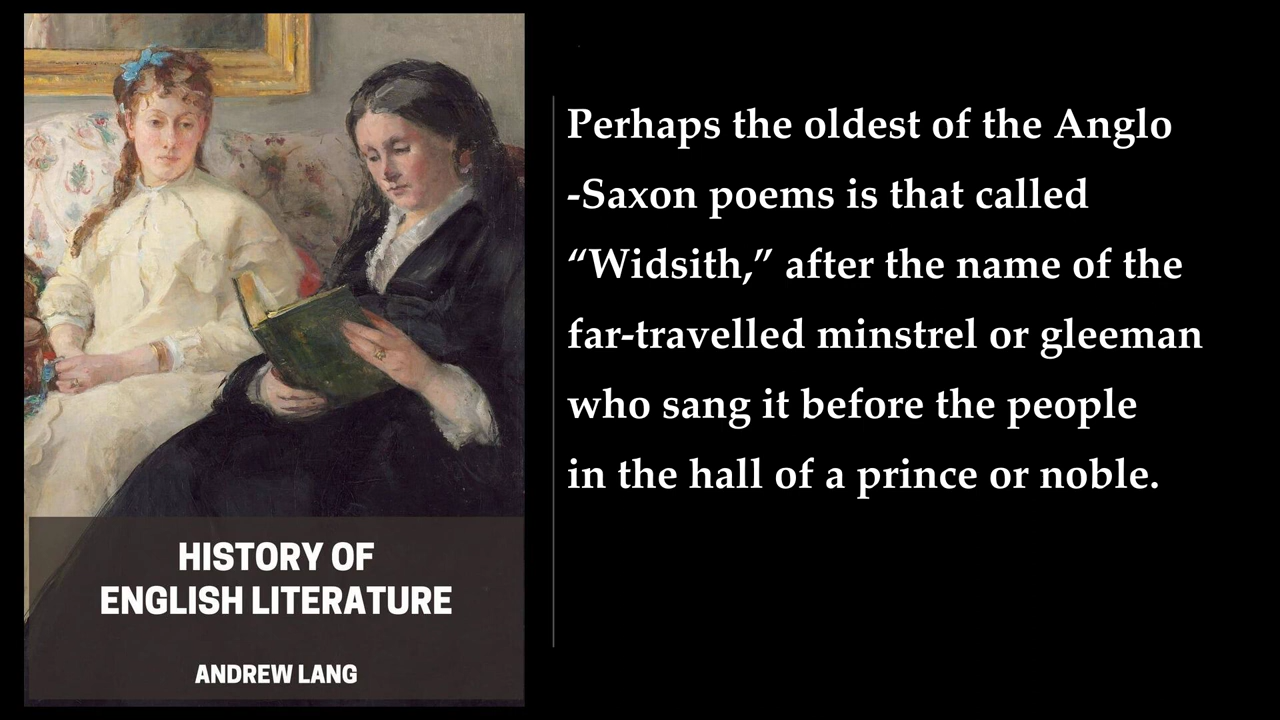 Perhaps the oldest of the Anglo
-Saxon poems is that called
“Widsith,” after the name of the
far-travelled minstrel or gleeman
who sang it before the people
in the hall of a prince or noble.
HISTORY OF
ENGLISH LITERATURE
ANDREW LANG